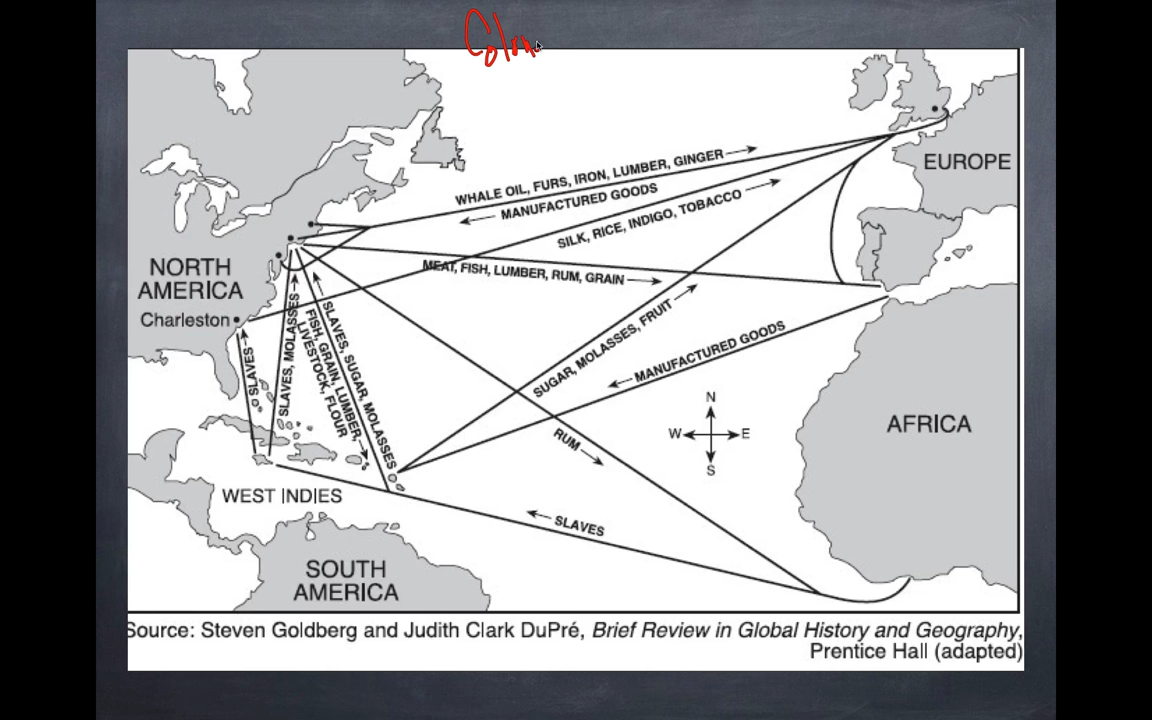 Colon
WHALE OIL, FURS, IRON, LUMBER, GINGER
MANUFACTURED GOODS
SILK, RICE, INDIGO, TOBACCO
MEAT, FISH, LUMBER, RUM, GRAIN
EUROPE
NORTH
AMERICA
Charleston
SLAVES
SLAVES, MOLASSES
FISH, GRAIN, LUMBER,
LIVESTOCK, FLOUR
SLAVES, SUGAR, MOLASSES
SUGAR, MOLASSES, FRUIT
MANUFACTURED GOODS
RUM
N
W E
S
AFRICA
WEST INDIES
SLAVES
SOUTH
AMERICA
Source: Steven Goldberg and Judith Clark DuPré, Brief Review in Global History and Geography,
Prentice Hall (adapted)